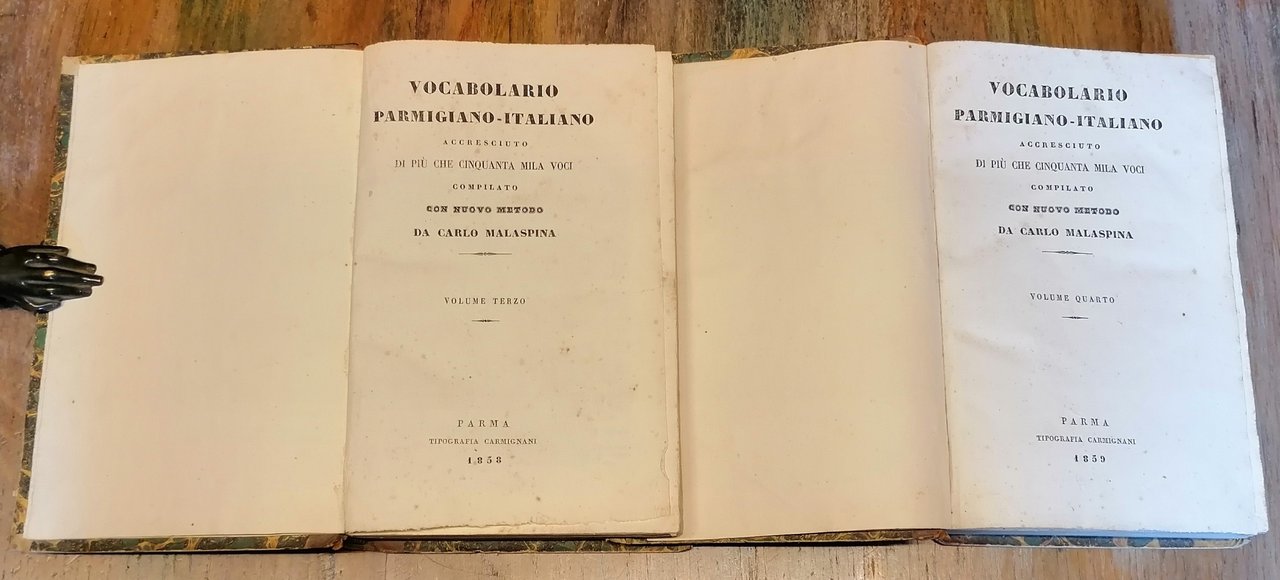 VOCABOLARIO
PARMIGIANO-ITALIANO
ACCRESCIUTO
DI PIÙ CHE CINQUANTA MILA VOCI
COMPILATO
CON NUOVO METODO
DA CARLO MALASPINA
VOLUME TERZO
PARMA
TIPOGRAFIA CARMIGNANI
1858
VOCABOLARIO
PARMIGIANO-ITALIANO
ACCRESCIUTO
DI PIÙ CHE CINQUANTA MILA VOCI
COMPILATO
CON NUOVO METODO
DA CARLO MALASPINA
VOLUME QUARTO
PARMA
TIPOGRAFIA CARMIGNANI
1859